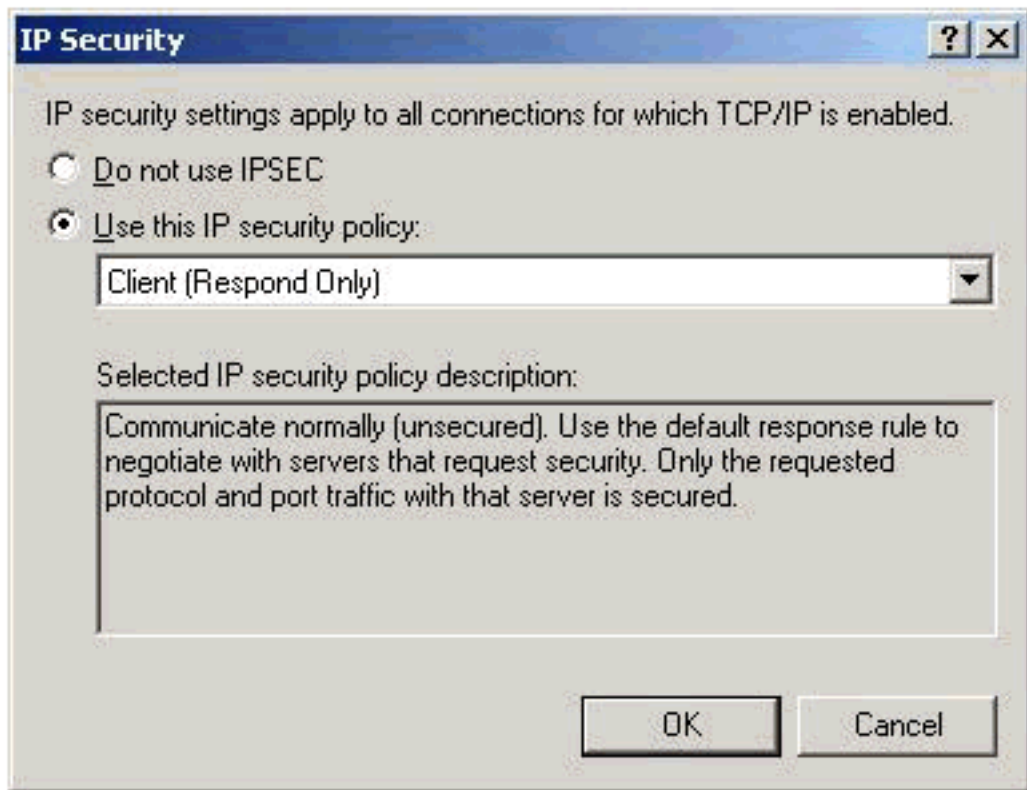 IP Security
IP security settings apply to all connections for which TCP/IP is enabled.
Do not use IPSEC
Use this IP security policy:
Client (Respond Only)
Selected IP security policy description:
Communicate normally (unsecured). Use the default response rule to
negotiate with servers that request security. Only the requested
protocol and port traffic with that server is secured.
OK
Cancel